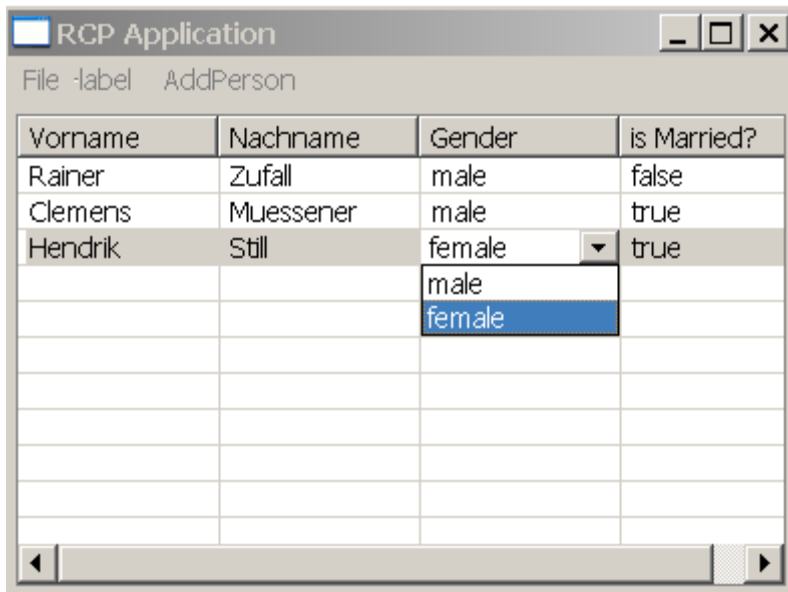 RCP Application
File -label AddPerson
Vorname Nachname Gender is Married?
Rainer Zufall male false
Clemens Muessener male true
Hendrik Still female true
male
female